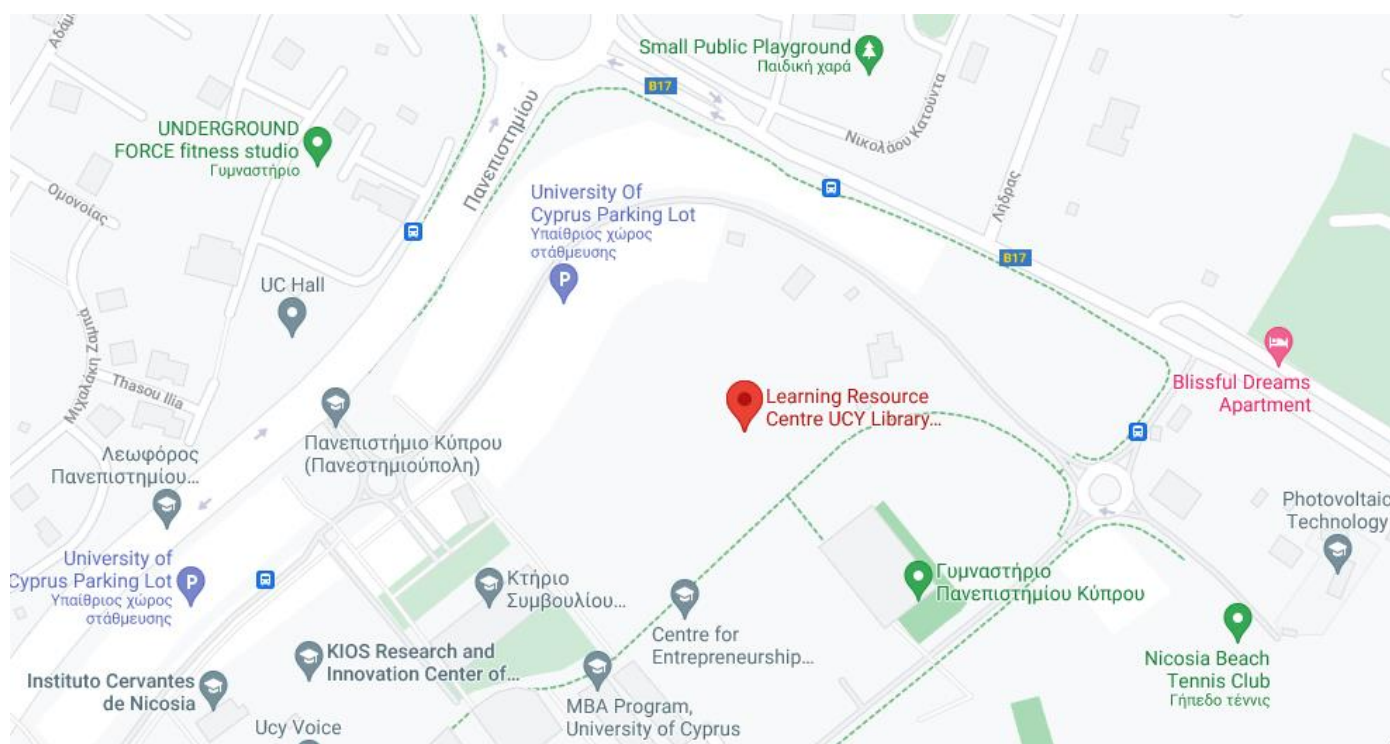 Αδάμ
Small Public Playground
Παιδική χαρά
B17
UNDERGROUND
FORCE fitness studio
Γυμναστήριο
Πανεπιστημίου
Νικολάου Κατούντα
Ομονοίας
University Of
Cyprus Parking Lot
Υπαίθριος χώρος
στάθμευσης
P
Λήδρας
B17
UC Hall
Μιχαλάκη Ζαμπά
Thasou Ilia
Learning Resource
Centre UCY Library...
Blissful Dreams
Apartment
Πανεπιστήμιο Κύπρου
(Πανεστημιούπολη)
Λεωφόρος
Πανεπιστημίου...
Photovoltaic
Technology
University of
Cyprus Parking Lot
Υπαίθριος χώρος
στάθμευσης
P
Κτήριο
Συμβουλίου...
Γυμναστήριο
Πανεπιστημίου Κύπρου
Centre for
Entrepreneurship...
KIOS Research and
Innovation Center of...
Nicosia Beach
Tennis Club
Γήπεδο τέννις
Instituto Cervantes
de Nicosia
MBA Program,
University of Cyprus
Ucy Voice